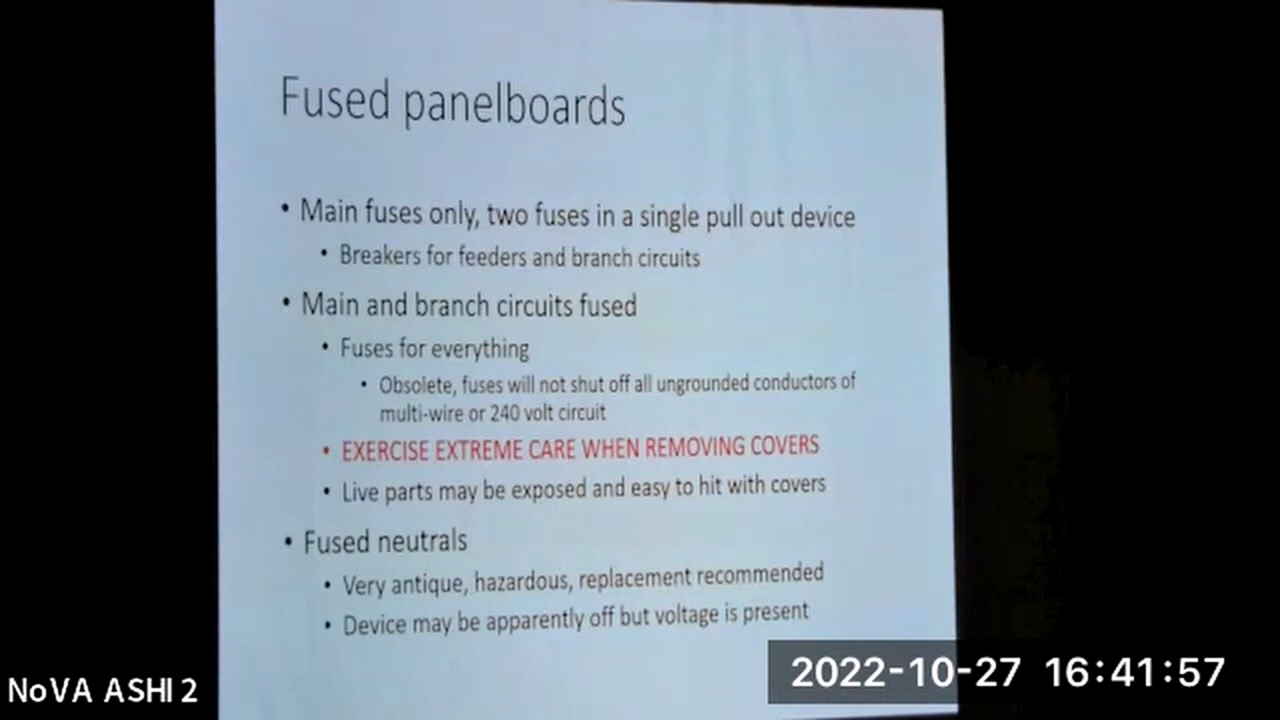 Fused panelboards
• Main fuses only, two fuses in a single pull out device
• Breakers for feeders and branch circuits
• Main and branch circuits fused
• Fuses for everything
• Obsolete, fuses will not shut off all ungrounded conductors of
multi-wire or 240 volt circuit
• EXERCISE EXTREME CARE WHEN REMOVING COVERS
• Live parts may be exposed and easy to hit with covers
• Fused neutrals
• Very antique, hazardous, replacement recommended
• Device may be apparently off but voltage is present
2022-10-27 16:41:57
NoVA ASHI 2